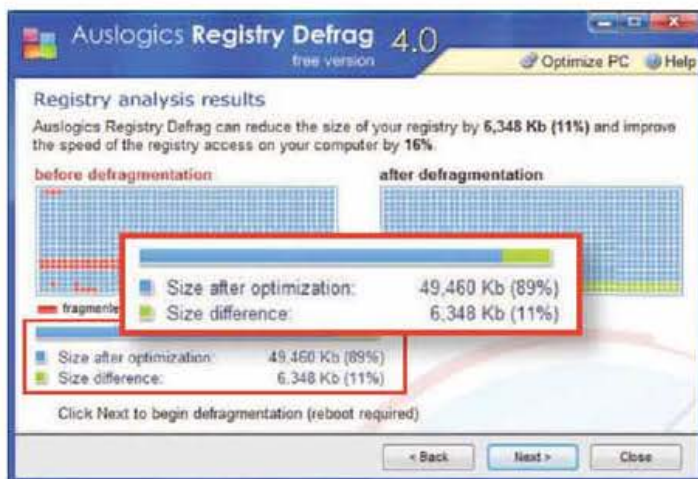 Auslogics Registry Defrag 4.0
free version
Optimize PC Help
Registry analysis results
Auslogics Registry Defrag can reduce the size of your registry by 6,348 Kb (11%) and improve
the speed of the registry access on your computer by 16%.
before defragmentation after defragmentation
Size after optimization: 49,460 Kb (89%)
Size difference: 6,348 Kb (11%)
Size after optimization: 49,460 Kb (89%)
Size difference: 6,348 Kb (11%)
Click Next to begin defragmentation (reboot required)
< Back Next > Close